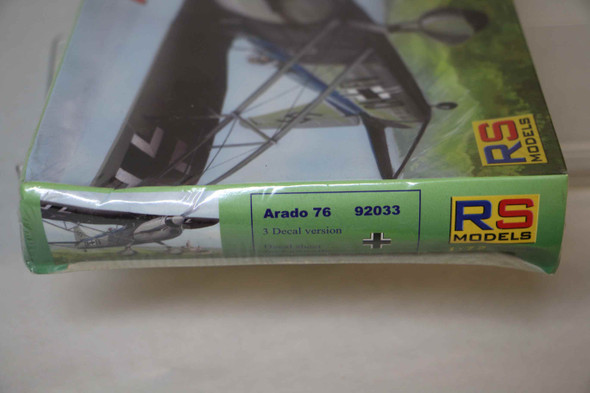 RS
MODELS
Arado 76 92033
3 Decal version
RS
MODELS